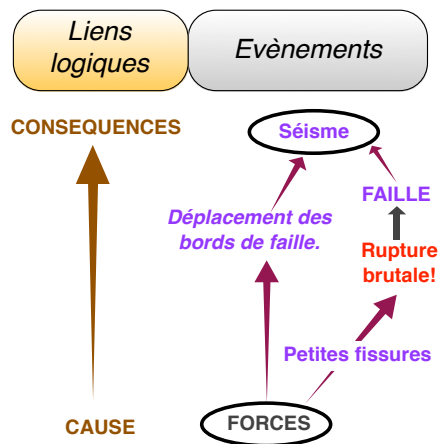 Liens
logiques
Evènements
CONSEQUENCES
Séisme
FAILLE
Déplacement des
bords de faille.
Rupture
brutale!
Petites fissures
CAUSE
FORCES